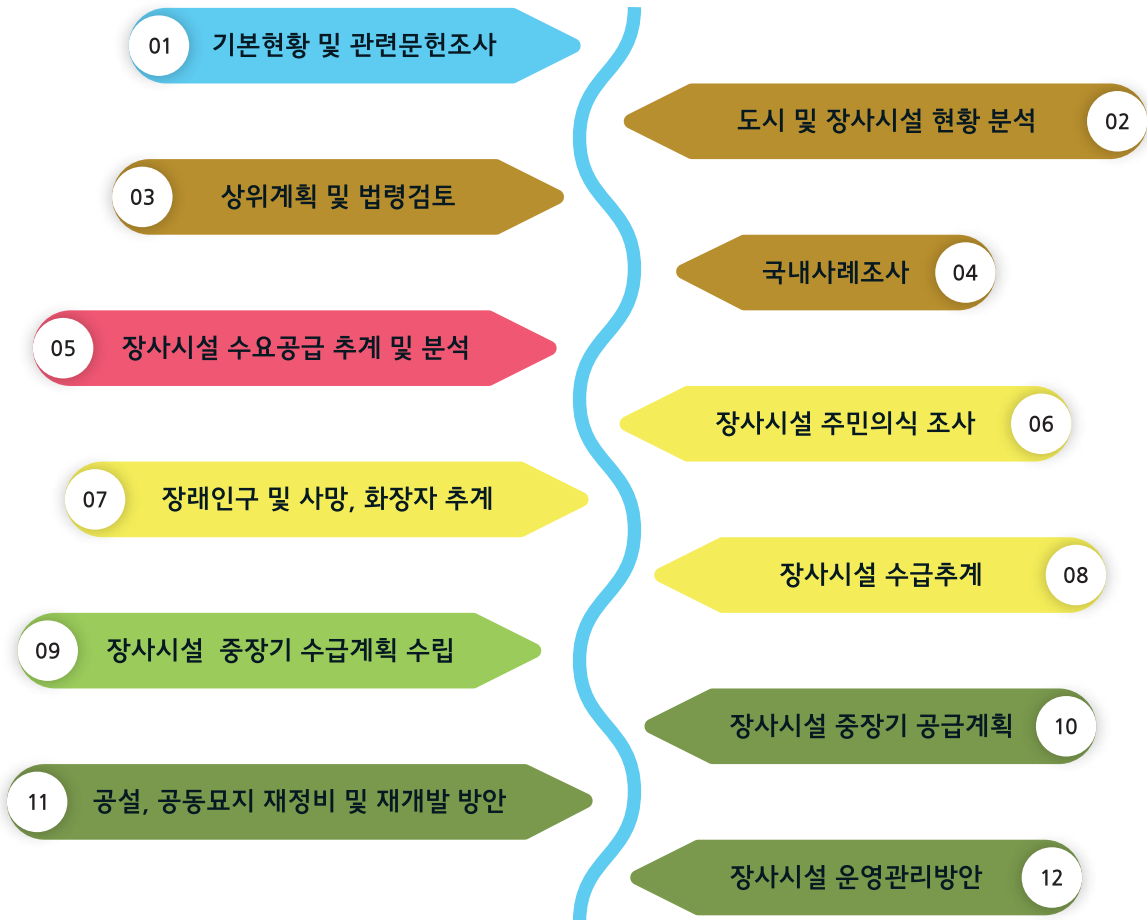 01 기본현황 및 관련문헌조사
도시 및 장사시설 현황 분석 02
03 상위계획 및 법령검토
국내사례조사 04
05 장사시설 수요공급 추계 및 분석
장사시설 주민의식 조사 06
07 장래인구 및 사망, 화장자 추계
장사시설 수급추계 08
09 장사시설 중장기 수급계획 수립
장사시설 중장기 공급계획 10
11 공설, 공동묘지 재정비 및 재개발 방안
장사시설 운영관리방안 12